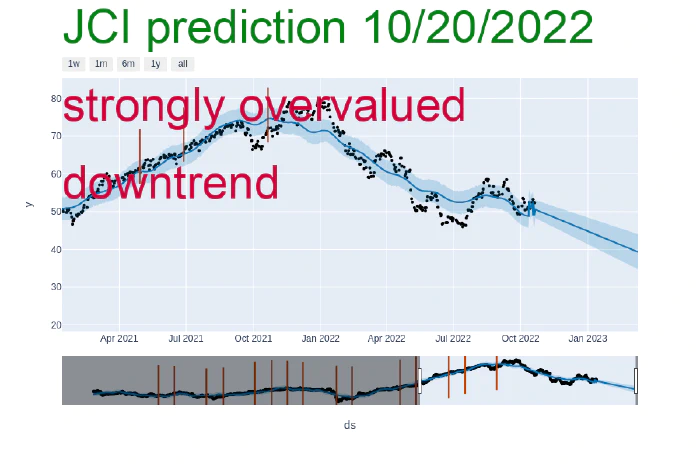 JCI prediction 10/20/2022
1w 1m 6m 1y all
strongly overvalued
downtrend
y
80
70
60
50
40
30
20
Apr 2021 Jul 2021 Oct 2021 Jan 2022 Apr 2022 Jul 2022 Oct 2022 Jan 2023
ds